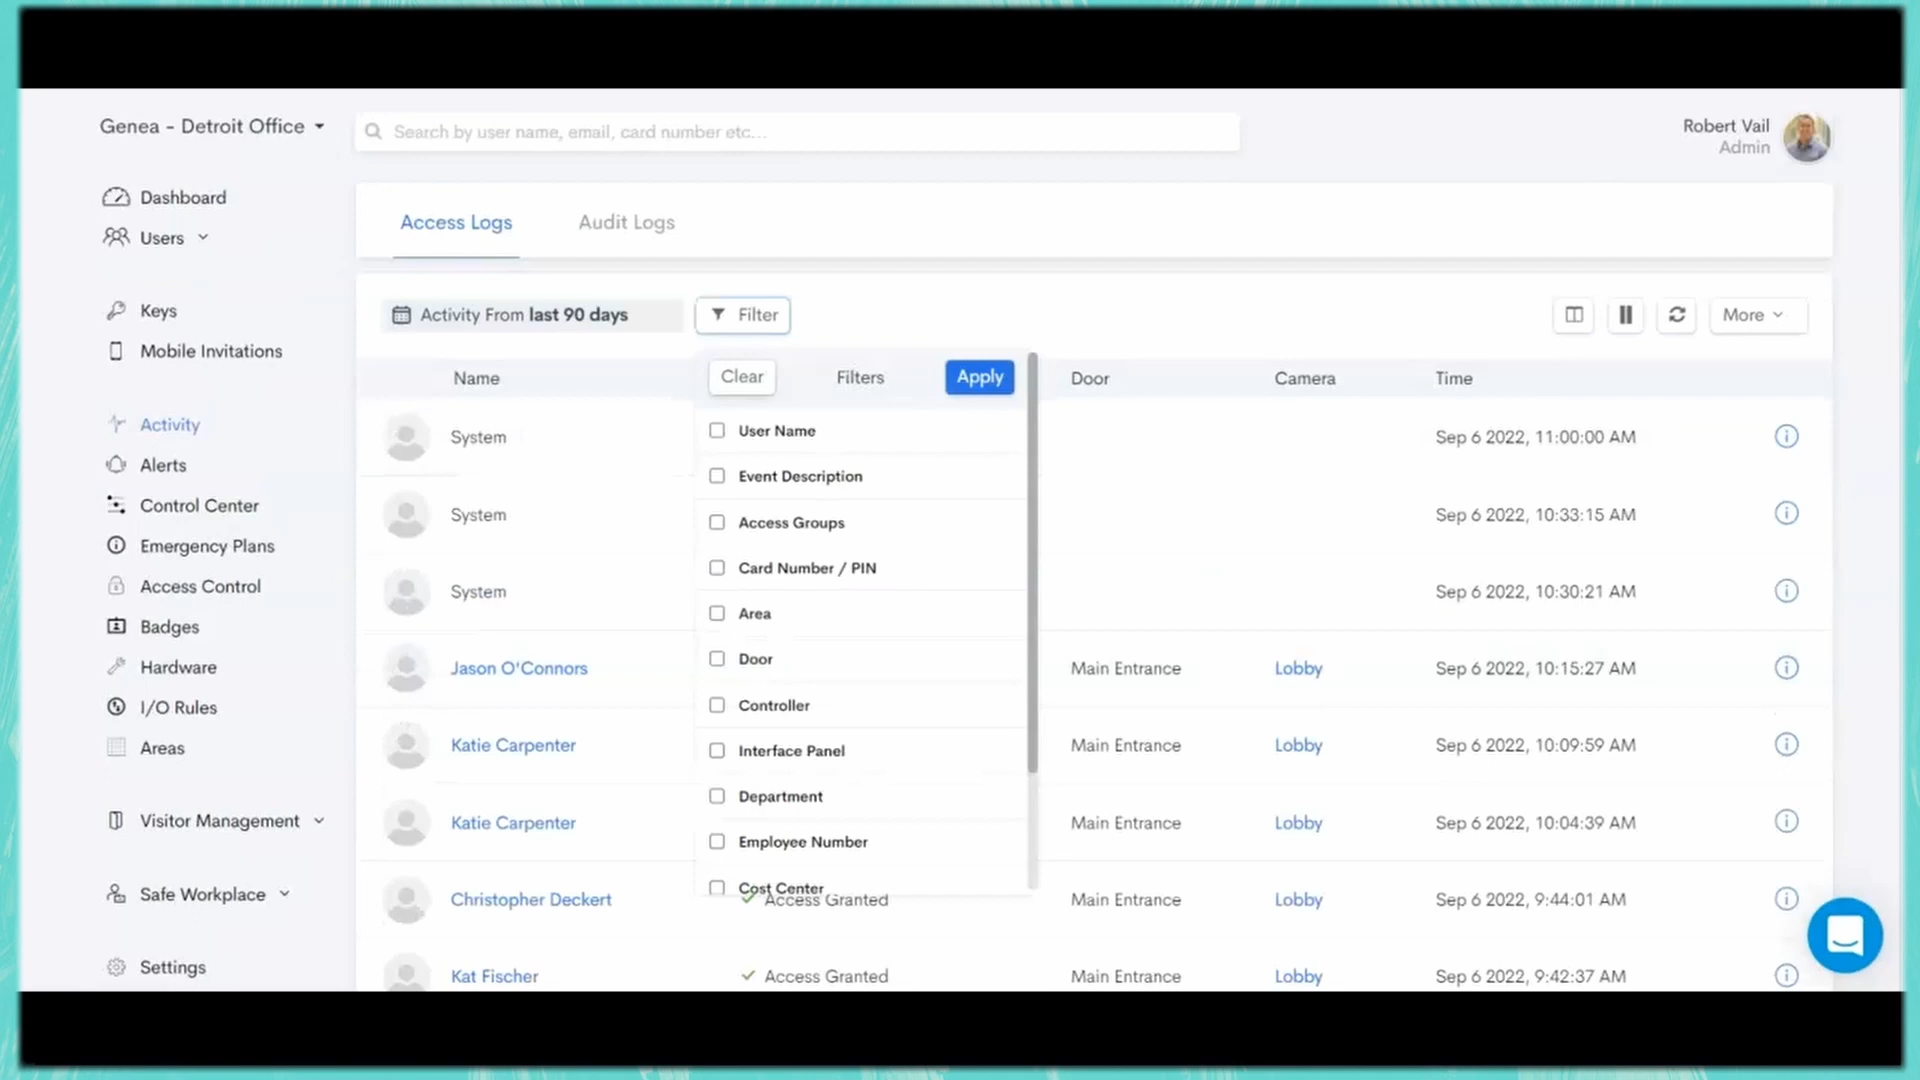 Genea - Detroit Office
Search by user name, email, card number etc...
Robert Vail
Admin
Dashboard
Users
Keys
Mobile Invitations
Activity
Alerts
Control Center
Emergency Plans
Access Control
Badges
Hardware
I/O Rules
Areas
Visitor Management
Safe Workplace
Settings
Access Logs Audit Logs
Activity From last 90 days Filter More
Name Door Camera Time
Clear Filters Apply
User Name
Event Description
Access Groups
Card Number / PIN
Area
Door
Controller
Interface Panel
Department
Employee Number
Cost Center
System Sep 6 2022, 11:00:00 AM
System Sep 6 2022, 10:33:15 AM
System Sep 6 2022, 10:30:21 AM
Jason O'Connors Main Entrance Lobby Sep 6 2022, 10:15:27 AM
Katie Carpenter Main Entrance Lobby Sep 6 2022, 10:09:59 AM
Katie Carpenter Main Entrance Lobby Sep 6 2022, 10:04:39 AM
Christopher Deckert Access Granted Main Entrance Lobby Sep 6 2022, 9:44:01 AM
Kat Fischer Access Granted Main Entrance Lobby Sep 6 2022, 9:42:37 AM